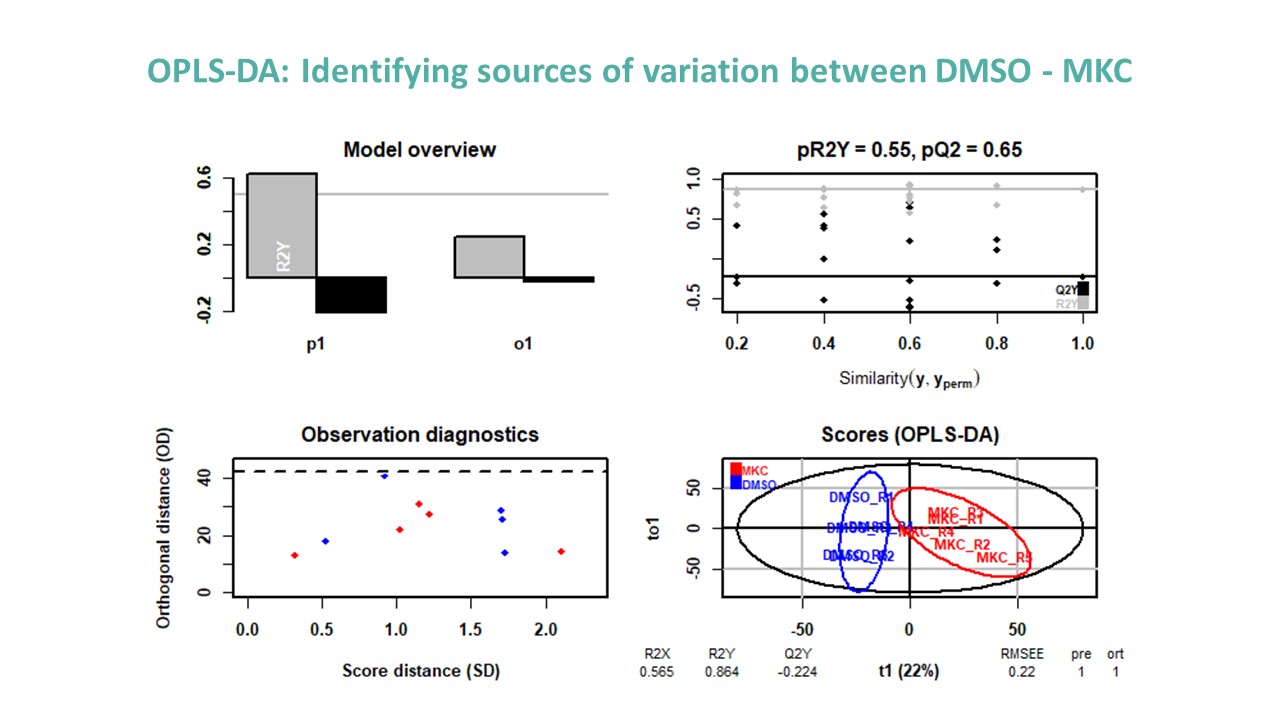 OPLS-DA: Identifying sources of variation between DMSO - MKC
Model overview
0.6
0.2
-0.2
R2Y
p1
o1
pR2Y = 0.55, pQ2 = 0.65
1.0
0.5
-0.5
Q2Y
R2Y
0.2 0.4 0.6 0.8 1.0
Similarity(y, yperm)
Observation diagnostics
Orthogonal distance (OD)
40
20
0
0.0 0.5 1.0 1.5 2.0
Score distance (SD)
Scores (OPLS-DA)
MKC
DMSO
to1
50
0
-50
DMSO_R1
DMSO_R2
MKC_R1
MKC_R4
MKC_R2
MKC_R5
-50 0 50
R2X R2Y Q2Y RMSEE pre ort
0.565 0.864 -0.224 t1 (22%) 0.22 1 1